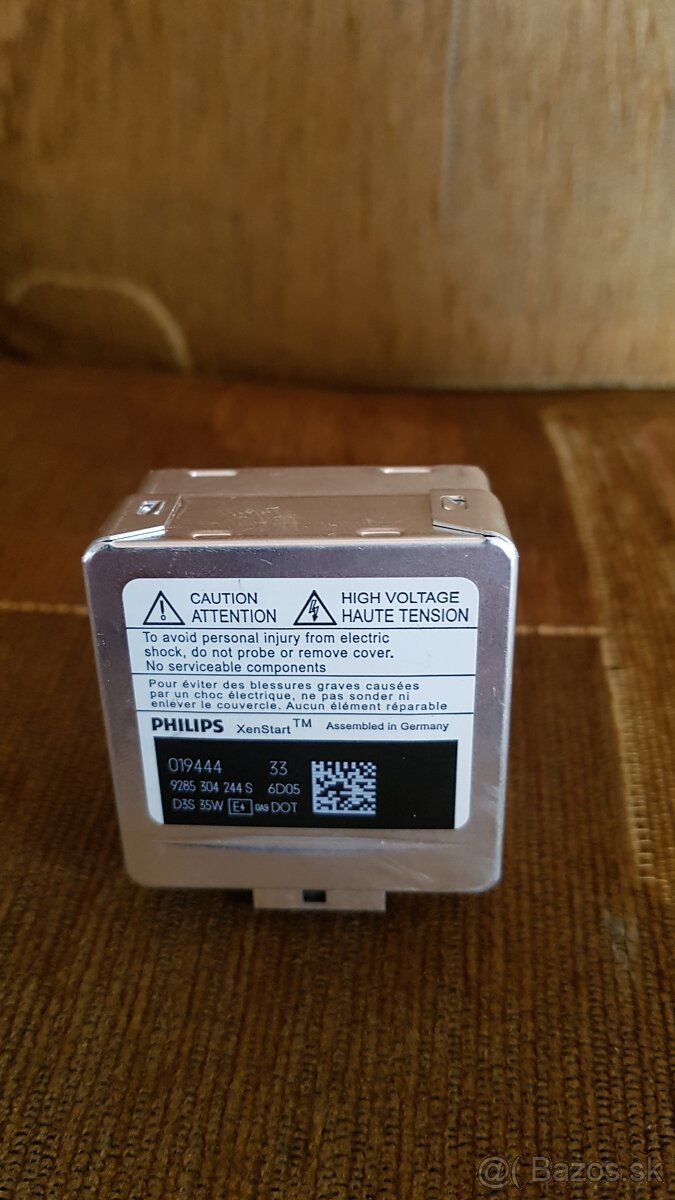 CAUTION
ATTENTION
HIGH VOLTAGE
HAUTE TENSION
To avoid personal injury from electric
shock, do not probe or remove cover.
No serviceable components
Pour éviter des blessures graves causées
par un choc électrique, ne pas sonder ni
enlever le couvercle. Aucun élément réparable
PHILIPS XenStart™ Assembled in Germany
019444 33
9285 304 244 S 6D05
D3S 35W E4 0A9 DOT
@( Bazos.sk